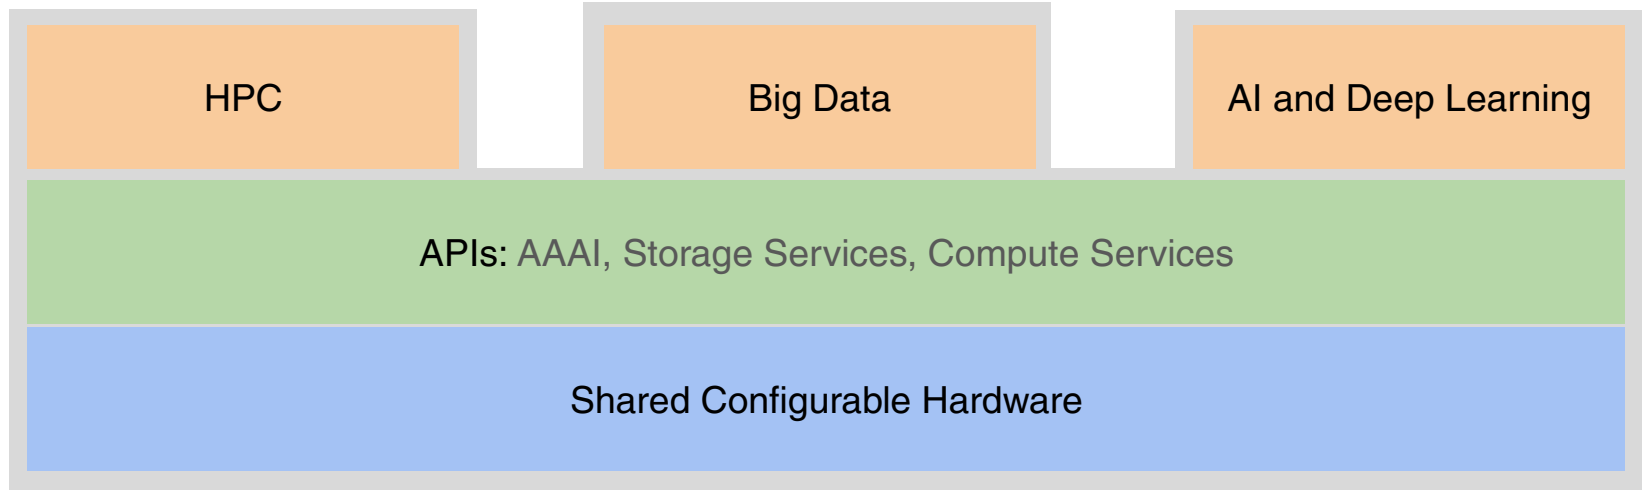 HPC
Big Data
AI and Deep Learning
APIs: AAAI, Storage Services, Compute Services
Shared Configurable Hardware